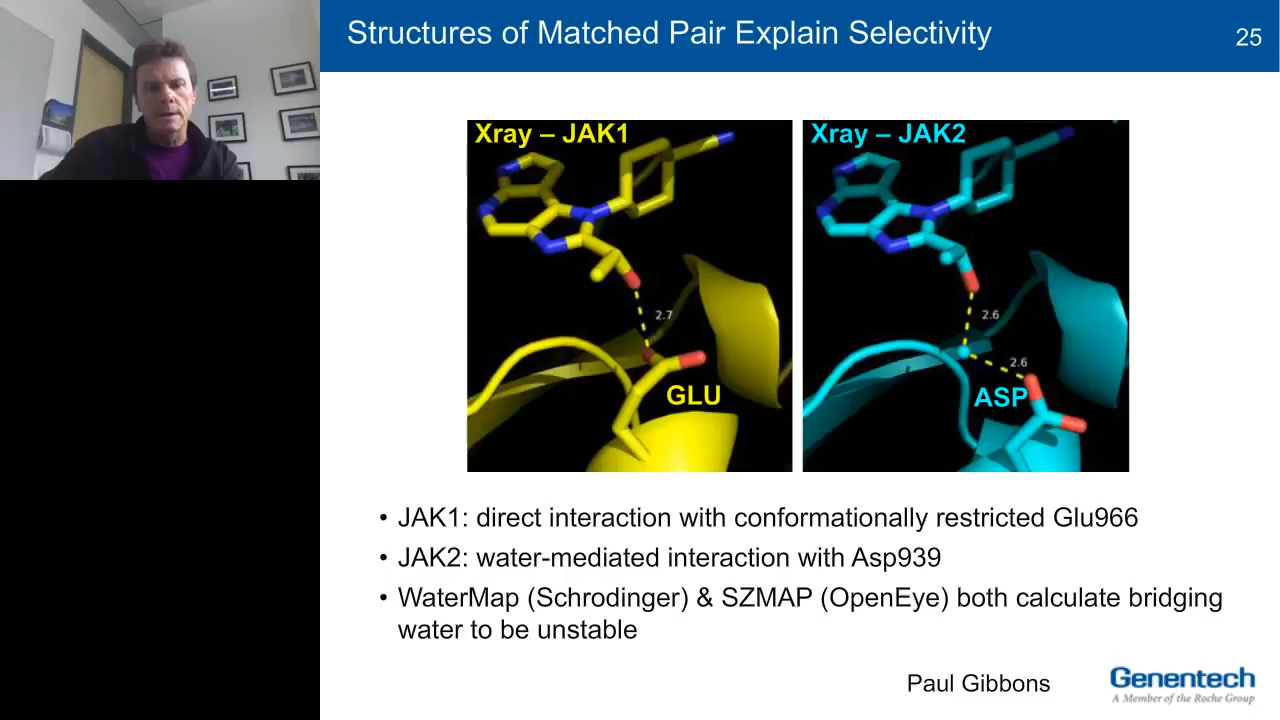 Structures of Matched Pair Explain Selectivity
25
Xray – JAK1
Xray – JAK2
2.7
2.6
2.6
GLU
ASP
• JAK1: direct interaction with conformationally restricted Glu966
• JAK2: water-mediated interaction with Asp939
• WaterMap (Schrodinger) & SZMAP (OpenEye) both calculate bridging
water to be unstable
Paul Gibbons
Genentech
A Member of the Roche Group